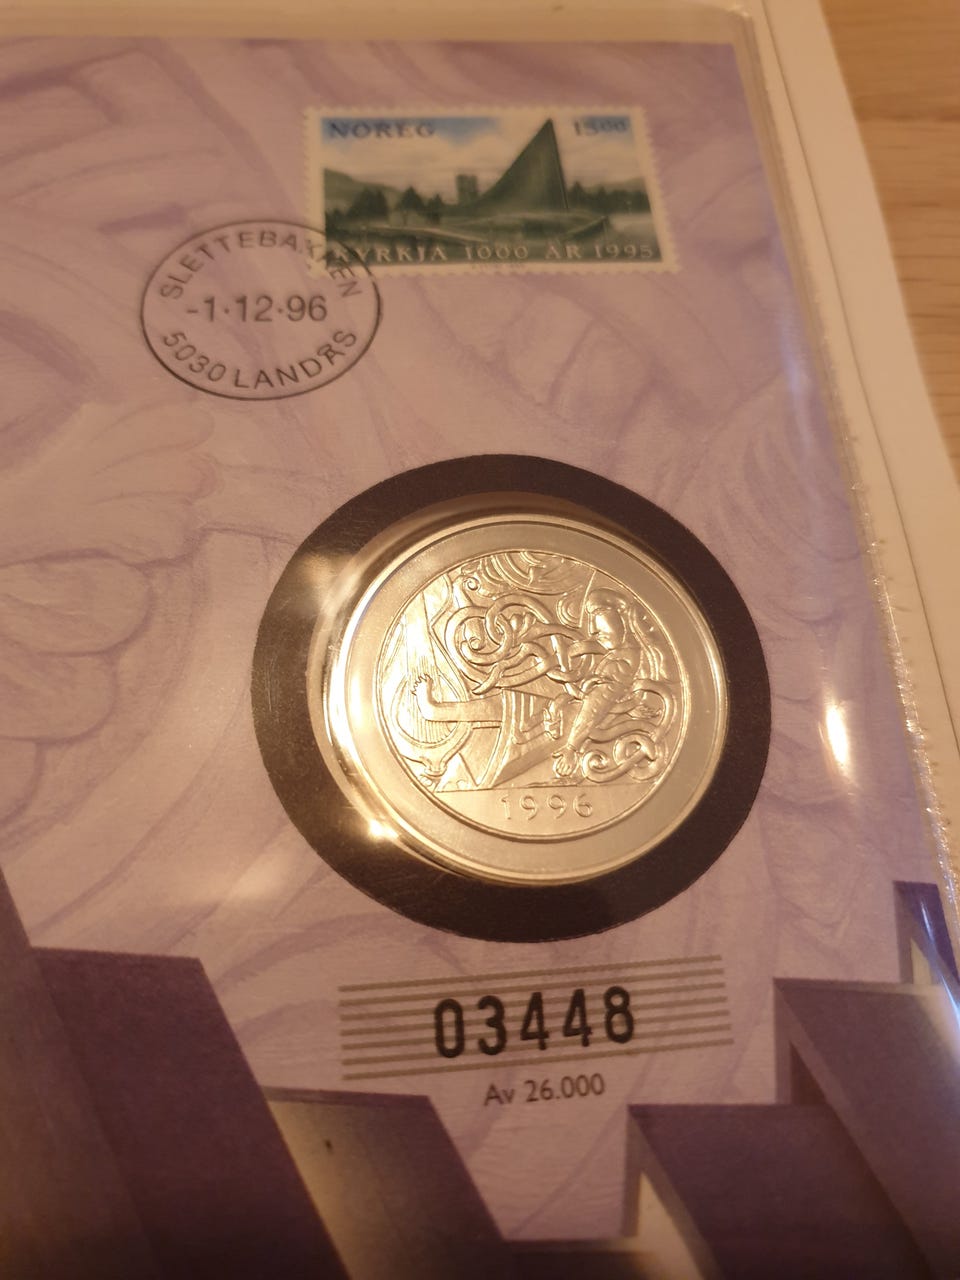 NOREG 15⁰⁰
KYRKJA 1000 ÅR 1995
SLETTEBAKKEN
-1·12·96
5030 LANDÅS
1996
03448
Av 26.000